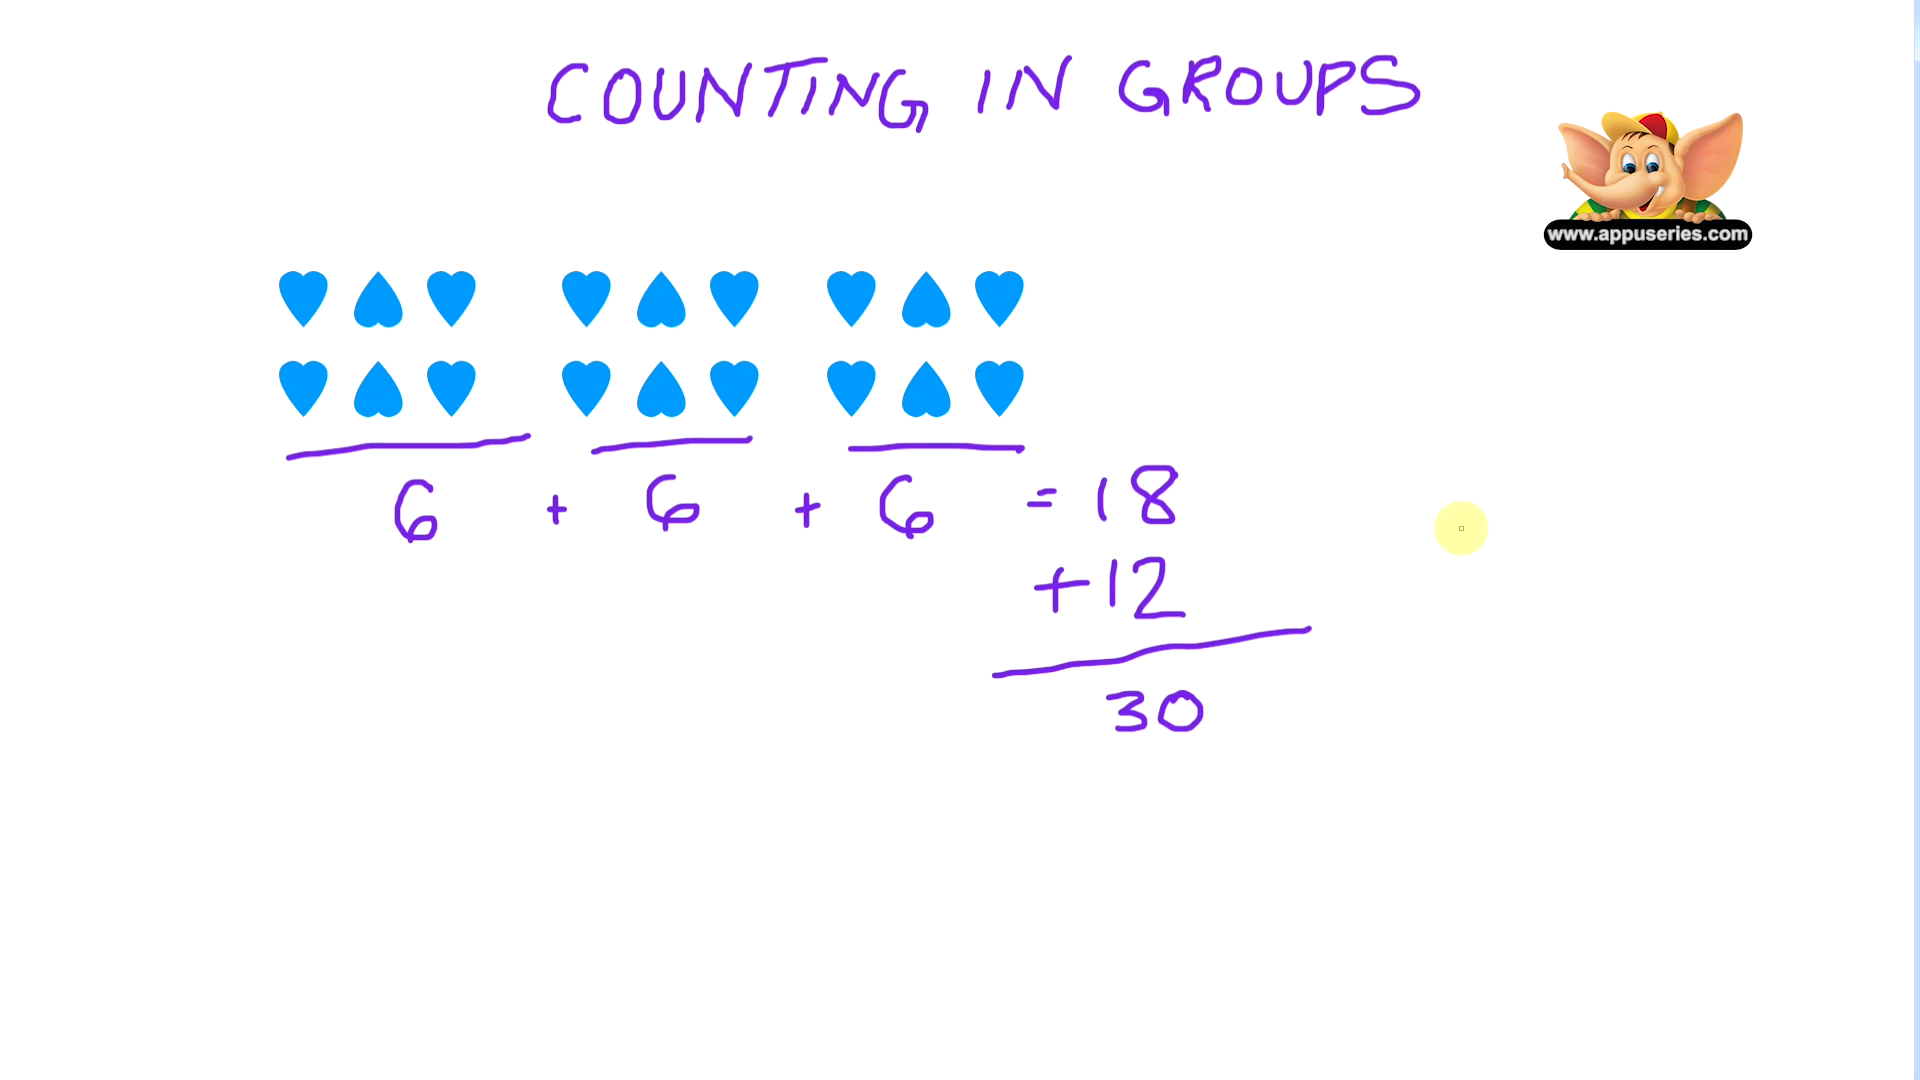 COUNTING IN GROUPS
www.appuseries.com
6 + 6 + 6 = 18
+12
30